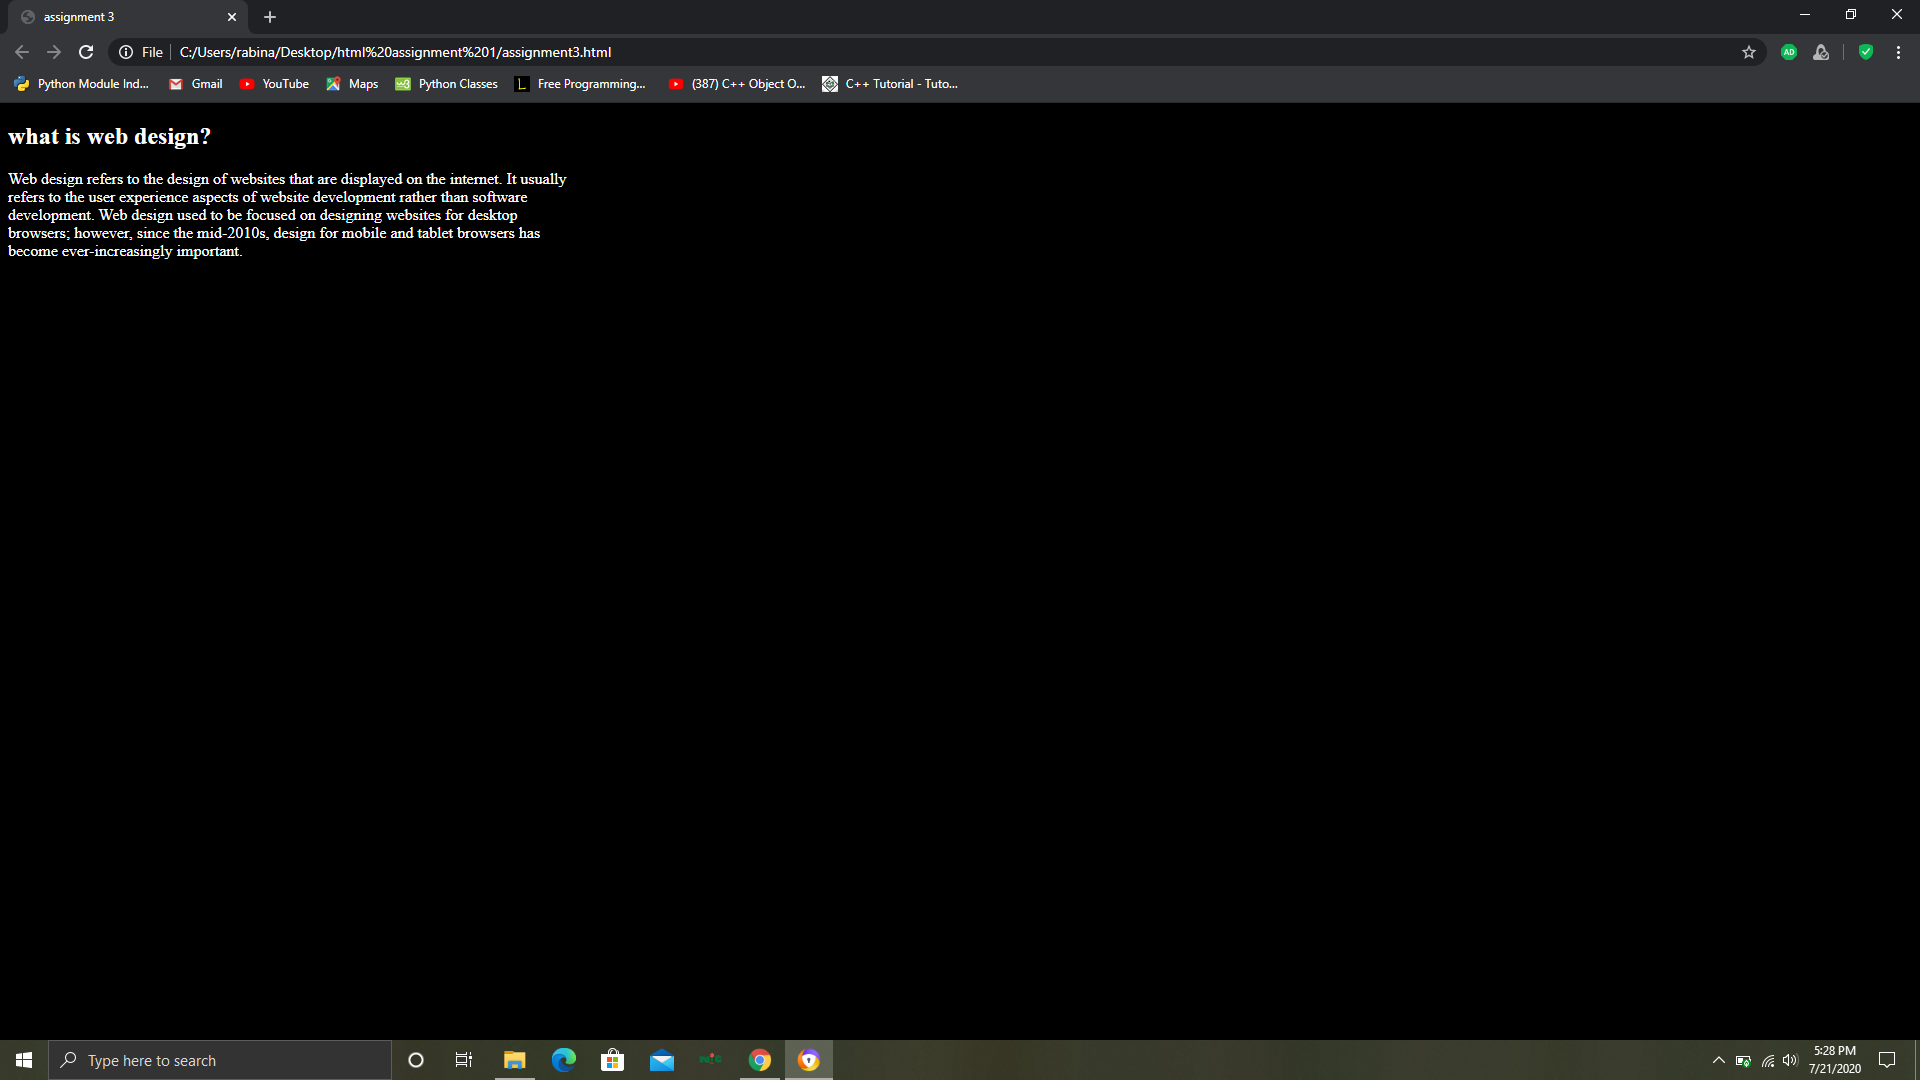 assignment 3
File
C:/Users/rabina/Desktop/html%20assignment%201/assignment3.html
AD
Python Module Ind...
Gmail
YouTube
Maps
Python Classes
Free Programming...
(387) C++ Object O...
C++ Tutorial - Tuto...
what is web design?
Web design refers to the design of websites that are displayed on the internet. It usually
refers to the user experience aspects of website development rather than software
development. Web design used to be focused on designing websites for desktop
browsers; however, since the mid-2010s, design for mobile and tablet browsers has
become ever-increasingly important.
Type here to search
5:28 PM
7/21/2020